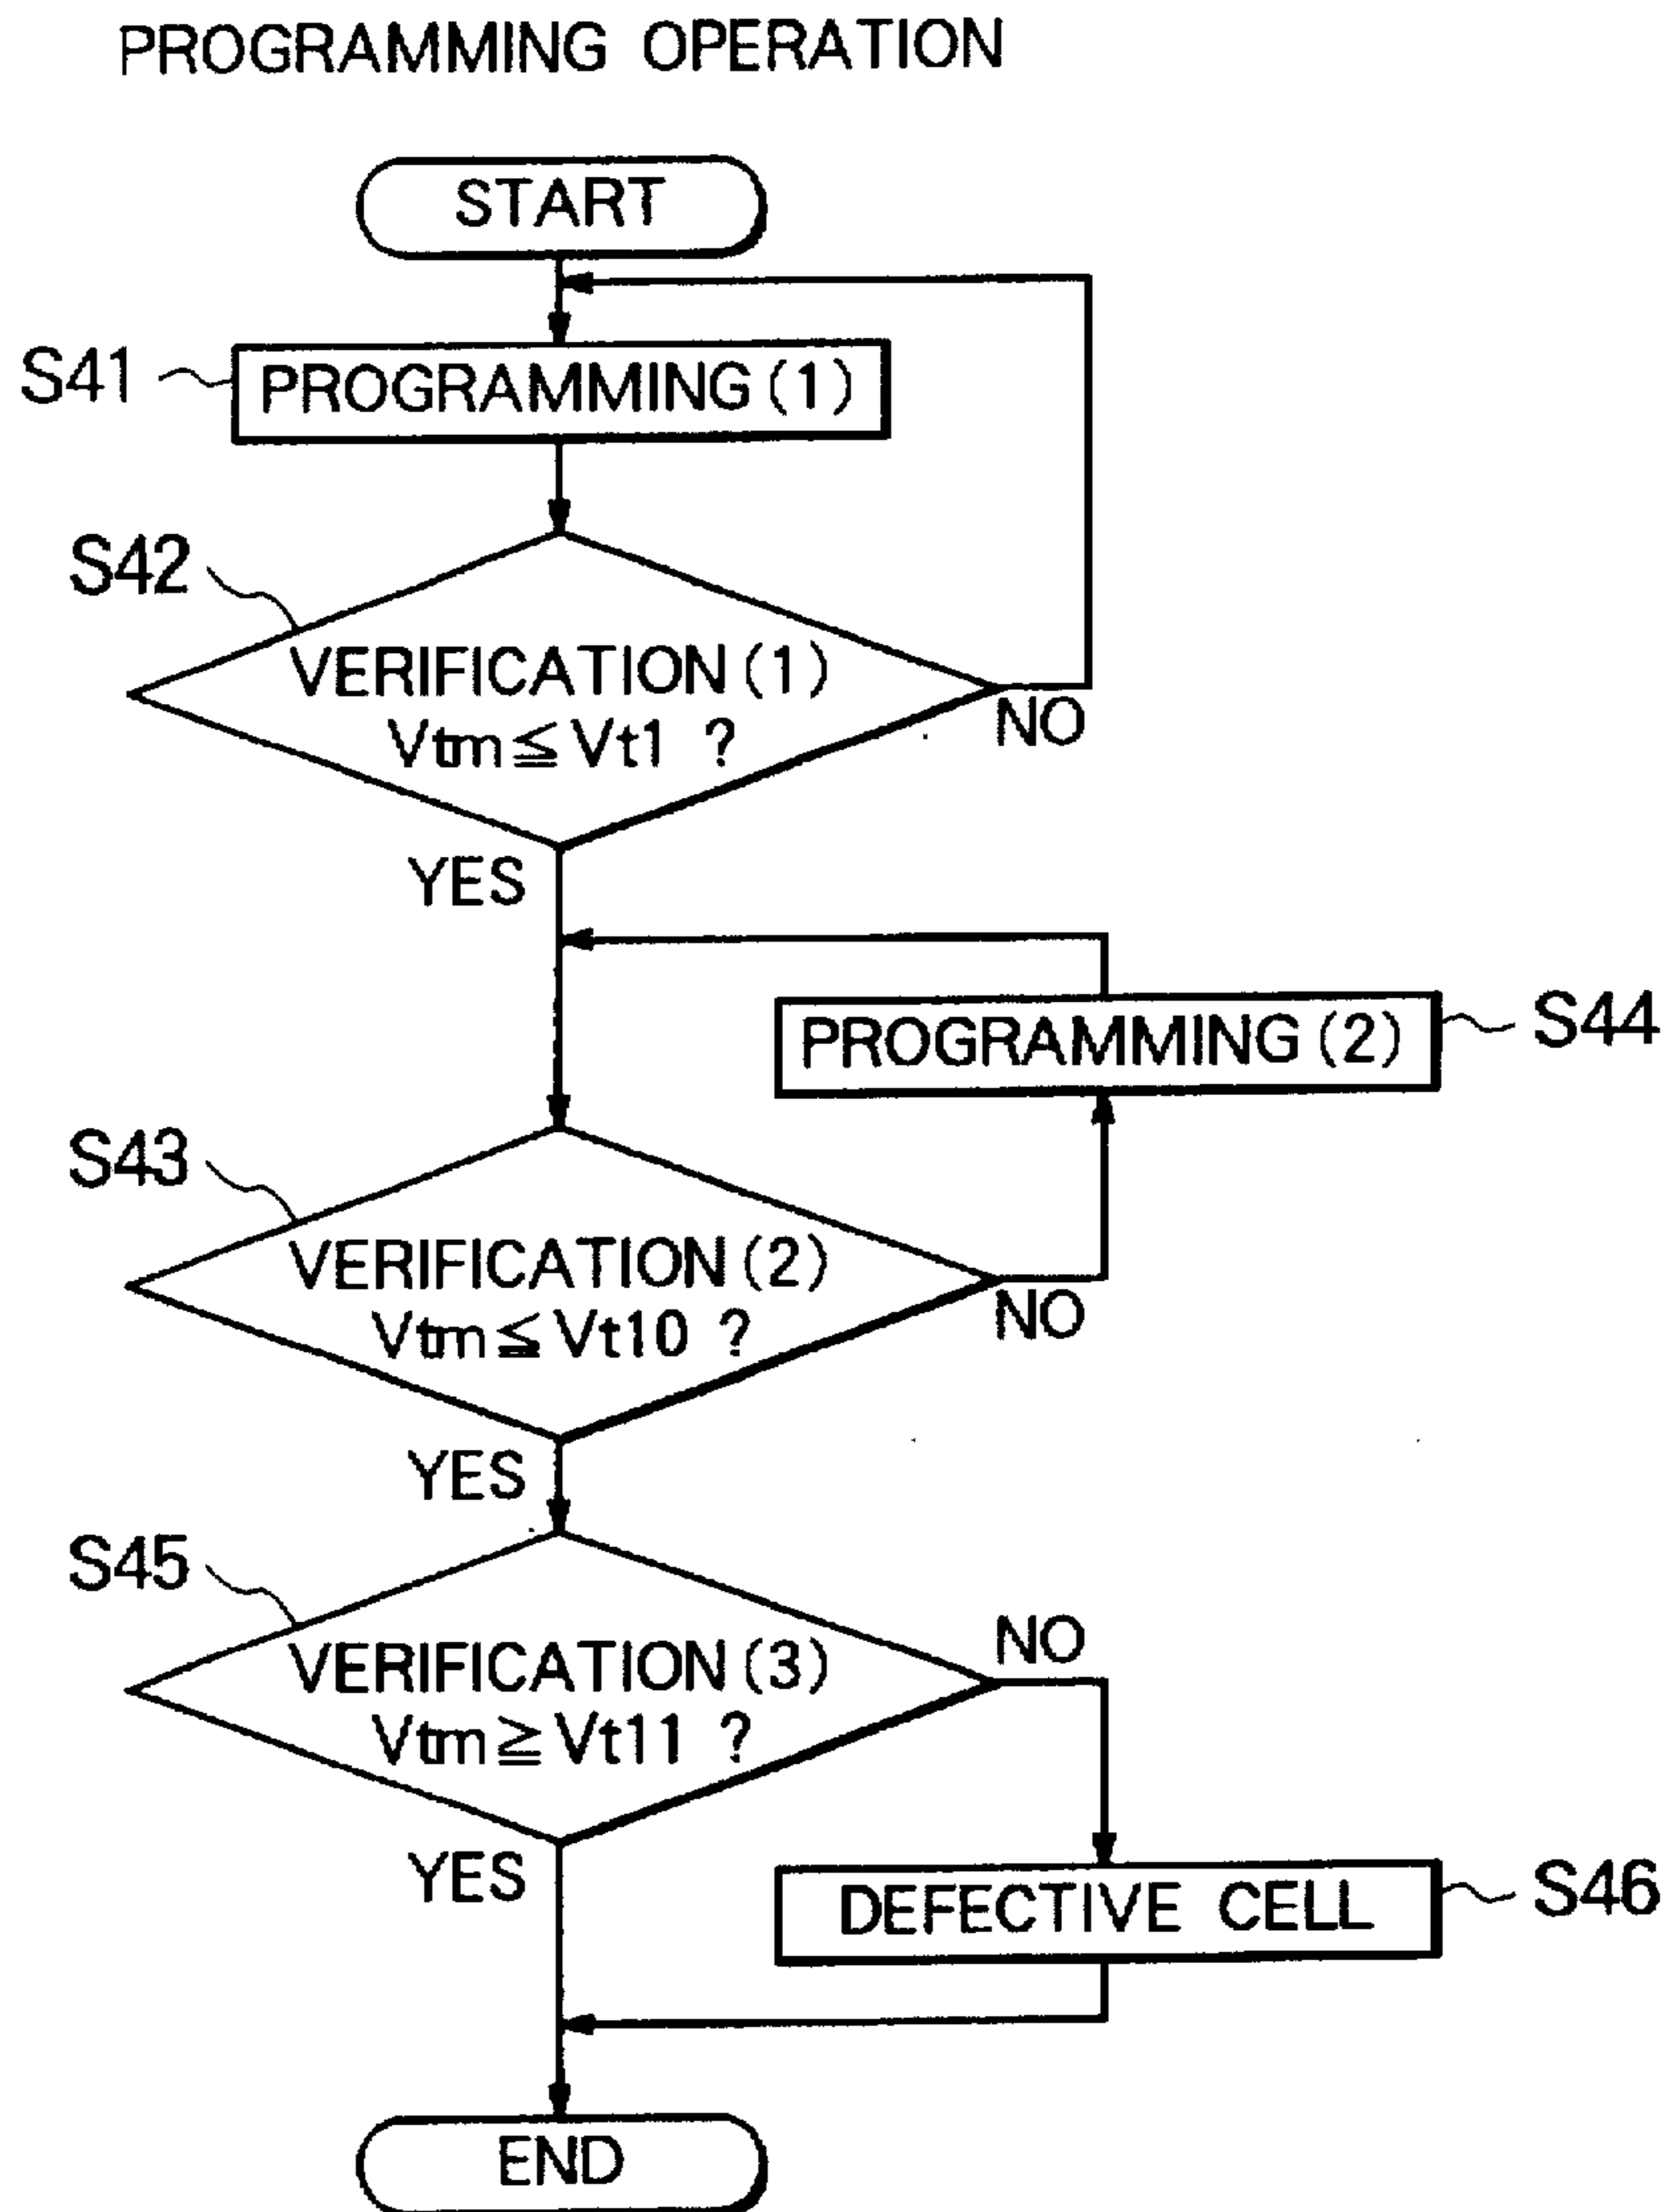 PROGRAMMING OPERATION
START
S41
PROGRAMMING (1)
S42
VERIFICATION (1)
Vtm≦Vt1 ?
NO
YES
PROGRAMMING (2)
S44
S43
VERIFICATION (2)
Vtm≦Vt10 ?
NO
YES
S45
VERIFICATION (3)
Vtm≧Vt11 ?
NO
YES
DEFECTIVE CELL
S46
END